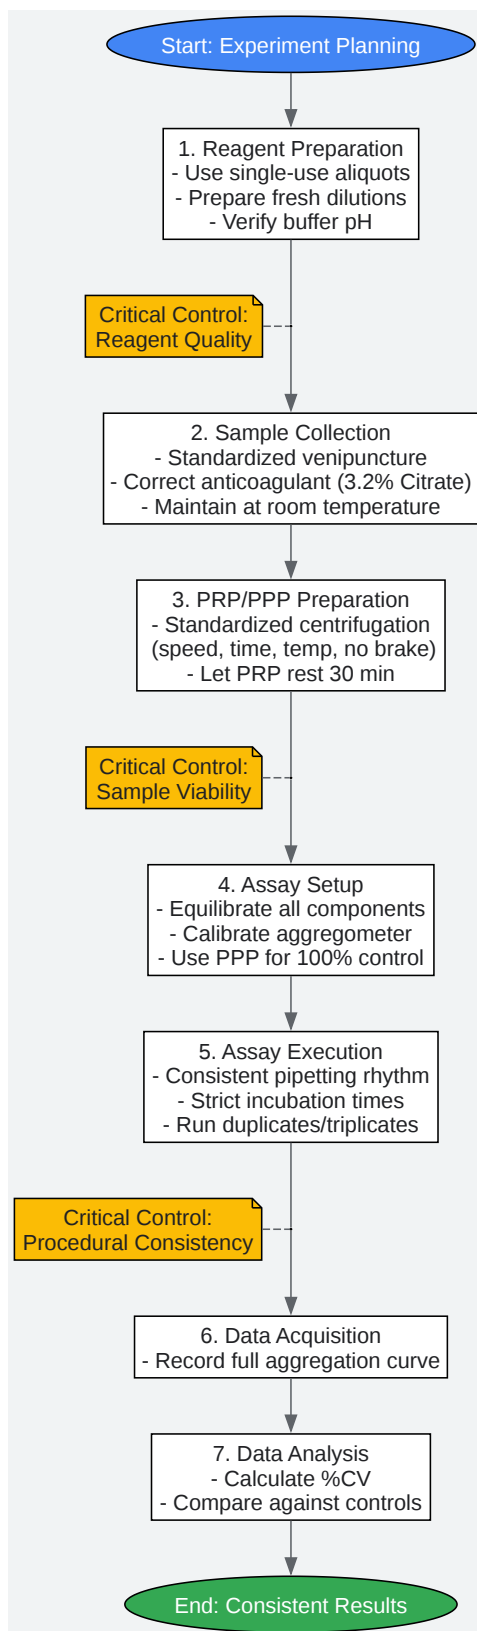 Start: Experiment Planning
1. Reagent Preparation
- Use single-use aliquots
- Prepare fresh dilutions
- Verify buffer pH
Critical Control:
Reagent Quality
2. Sample Collection
- Standardized venipuncture
- Correct anticoagulant (3.2% Citrate)
- Maintain at room temperature
3. PRP/PPP Preparation
- Standardized centrifugation
(speed, time, temp, no brake)
- Let PRP rest 30 min
Critical Control:
Sample Viability
4. Assay Setup
- Equilibrate all components
- Calibrate aggregometer
- Use PPP for 100% control
5. Assay Execution
- Consistent pipetting rhythm
- Strict incubation times
- Run duplicates/triplicates
Critical Control:
Procedural Consistency
6. Data Acquisition
- Record full aggregation curve
7. Data Analysis
- Calculate %CV
- Compare against controls
End: Consistent Results